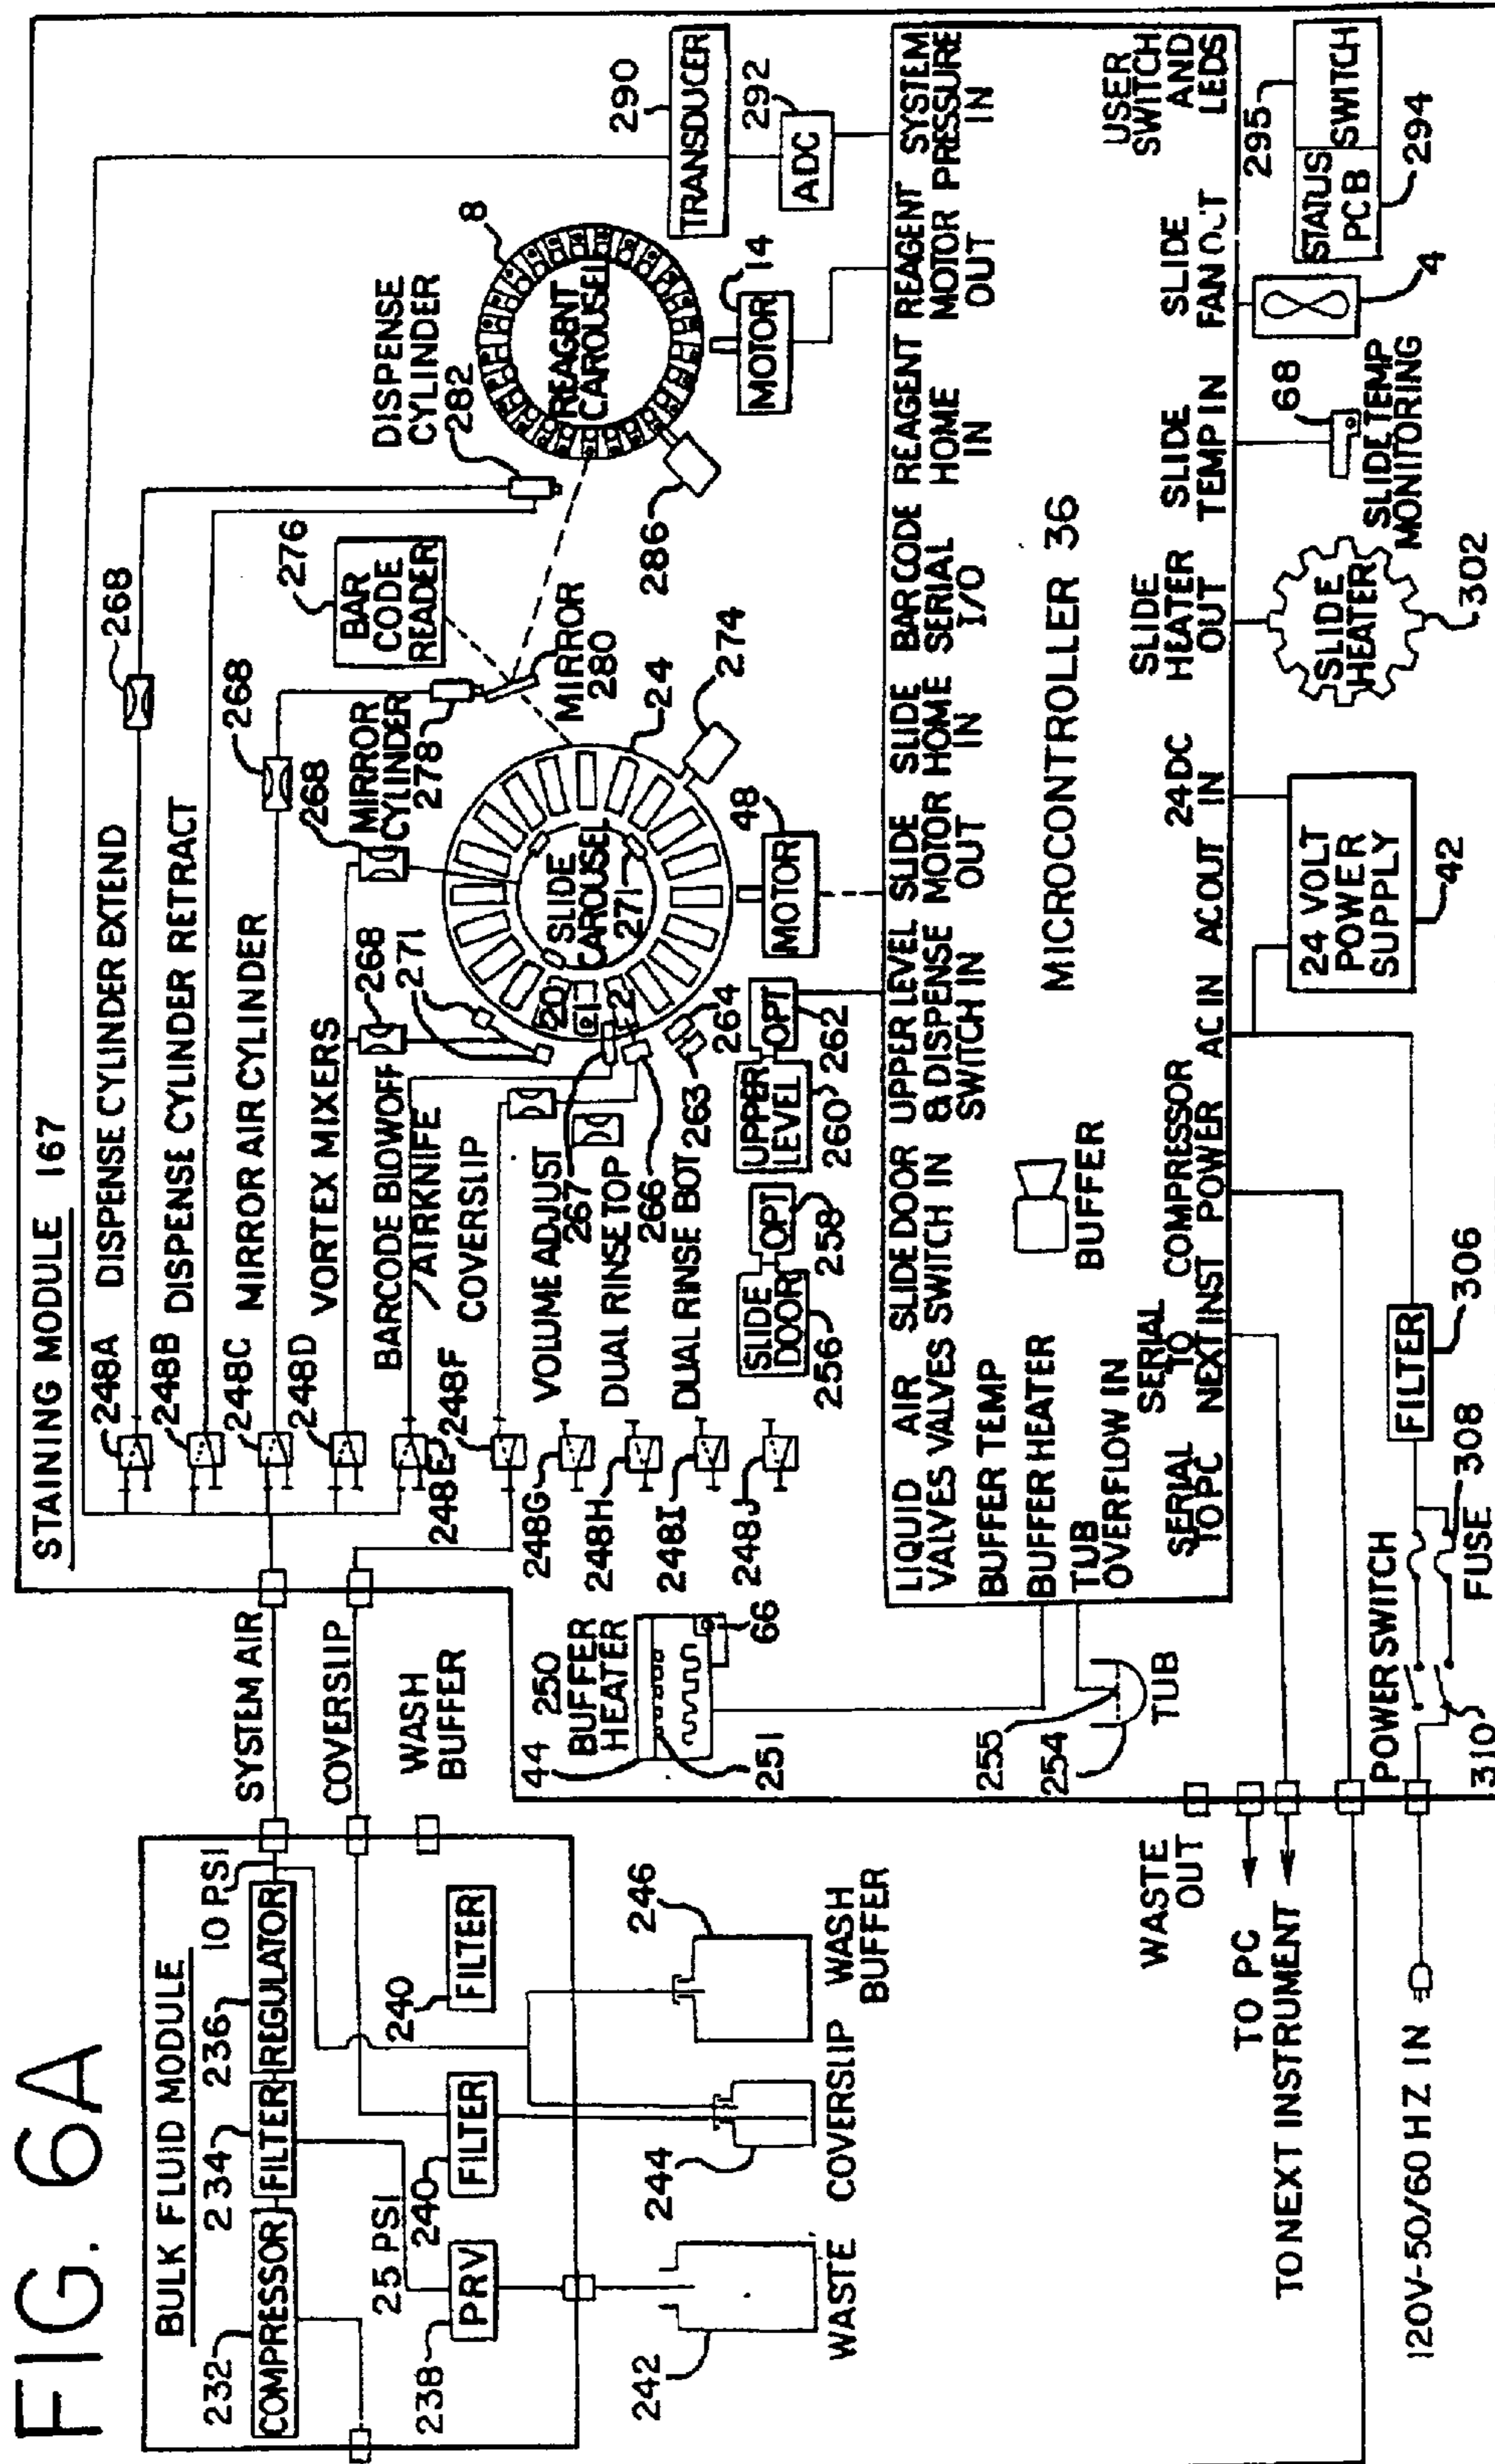 FIG. 6A
BULK FLUID MODULE
232
COMPRESSOR
234
FILTER
236
REGULATOR
10 PSI
25 PSI
238
PRV
240
FILTER
240
FILTER
242
WASTE
244
COVERSLIP
246
WASH
BUFFER
SYSTEM AIR
COVERSLIP
WASH
BUFFER
STAINING MODULE 167
248A
DISPENSE CYLINDER EXTEND
248B
DISPENSE CYLINDER RETRACT
248C
MIRROR AIR CYLINDER
248D
VORTEX MIXERS
248E
BARCODE BLOWOFF
/AIRKNIFE
248F
COVERSLIP
248G
VOLUME ADJUST
248H
DUAL RINSE TOP
248I
DUAL RINSE BOT
248J
268
268
268
268
271
267
266
263
264
MIRROR
CYLINDER
278
276
BAR
CODE
READER
MIRROR
280
24
274
SLIDE
CAROUSEL
271
20
21
2
DISPENSE
CYLINDER
282
8
REAGENT
CAROUSEL
286
290
TRANSDUCER
292
ADC
14
MOTOR
48
MOTOR
SLIDE
DOOR
OPT
256
258
UPPER
LEVEL
OPT
260
262
44
250
BUFFER
HEATER
251
66
255
254
TUB
LIQUID
VALVES
AIR
VALVES
SLIDE DOOR
SWITCH IN
UPPER LEVEL
& DISPENSE
SWITCH IN
SLIDE
MOTOR
OUT
SLIDE
HOME
IN
BAR CODE
SERIAL
I/O
REAGENT
HOME
IN
REAGENT
MOTOR
OUT
SYSTEM
PRESSURE
IN
BUFFER TEMP
BUFFER HEATER
TUB
OVERFLOW IN
BUFFER
MICROCONTROLLER 36
SERIAL
TO PC
SERIAL
TO
NEXT INST
COMPRESSOR
POWER
AC IN
AC OUT
24 DC
IN
SLIDE
HEATER
OUT
SLIDE
TEMP IN
SLIDE
FAN OUT
USER
SWITCH
AND
LEDS
24 VOLT
POWER
SUPPLY
42
SLIDE
HEATER
302
68
SLIDE TEMP
MONITORING
4
295
STATUS
PCB
SWITCH
294
FILTER
306
308
FUSE
POWER SWITCH
310
WASTE
OUT
TO PC
TO NEXT INSTRUMENT
120V-50/60 HZ IN